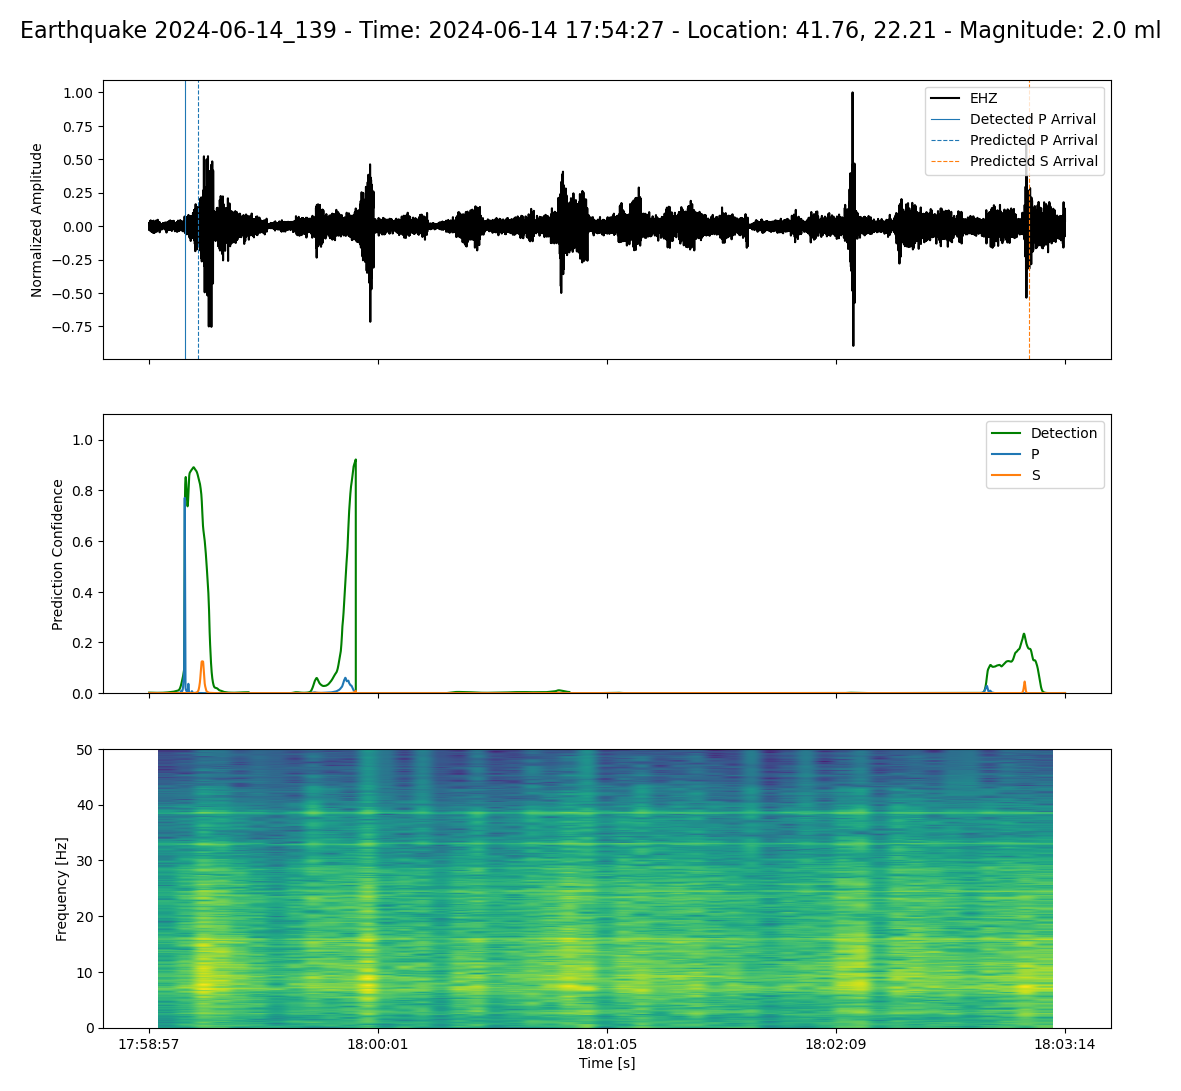 Earthquake 2024-06-14_139 - Time: 2024-06-14 17:54:27 - Location: 41.76, 22.21 - Magnitude: 2.0 ml
Normalized Amplitude
1.00
0.75
0.50
0.25
0.00
−0.25
−0.50
−0.75
EHZ
Detected P Arrival
Predicted P Arrival
Predicted S Arrival
Prediction Confidence
1.0
0.8
0.6
0.4
0.2
0.0
Detection
P
S
Frequency [Hz]
50
40
30
20
10
0
17:58:57
18:00:01
18:01:05
18:02:09
18:03:14
Time [s]